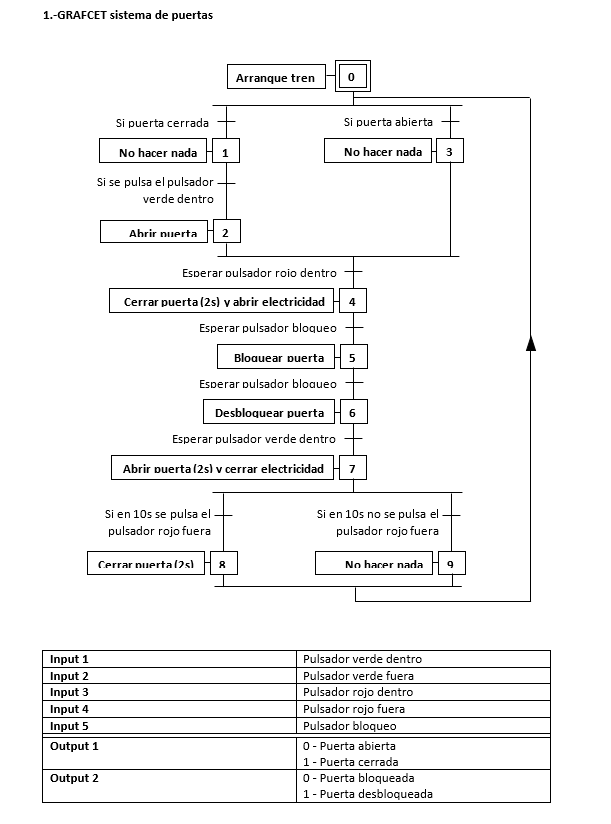 1.-GRAFCET sistema de puertas
Arranque tren
0
Si puerta cerrada
Si puerta abierta
No hacer nada
1
No hacer nada
3
Si se pulsa el pulsador
verde dentro
Abrir puerta
2
Esperar pulsador rojo dentro
Cerrar puerta (2s) y abrir electricidad
4
Esperar pulsador bloqueo
Bloquear puerta
5
Esperar pulsador bloqueo
Desbloquear puerta
6
Esperar pulsador verde dentro
Abrir puerta (2s) y cerrar electricidad
7
Si en 10s se pulsa el
pulsador rojo fuera
Si en 10s no se pulsa el
pulsador rojo fuera
Cerrar puerta (2s)
8
No hacer nada
9
Input 1 Pulsador verde dentro
Input 2 Pulsador verde fuera
Input 3 Pulsador rojo dentro
Input 4 Pulsador rojo fuera
Input 5 Pulsador bloqueo
Output 1 0 - Puerta abierta
1 - Puerta cerrada
Output 2 0 - Puerta bloqueada
1 - Puerta desbloqueada